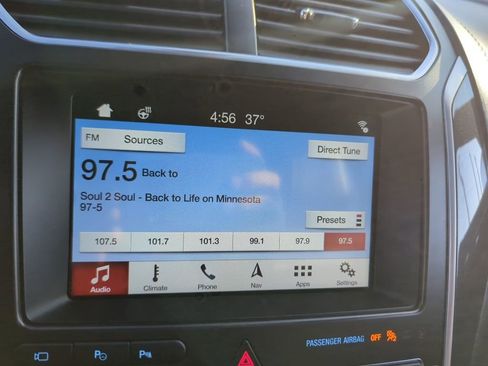 4:56 37°
FM Sources
Direct Tune
97.5 Back to
Soul 2 Soul - Back to Life on Minnesota
97-5
Presets
107.5 101.7 101.3 99.1 97.9 97.5
Audio Climate Phone Nav Apps Settings
P P
PASSENGER AIRBAG OFF